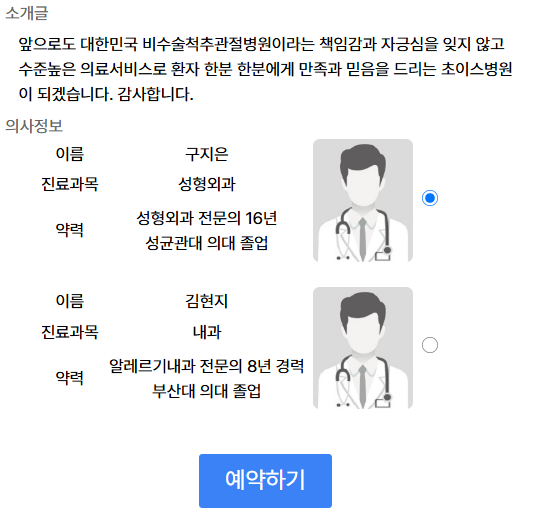 소개글
앞으로도 대한민국 비수술척추관절병원이라는 책임감과 자긍심을 잊지 않고
수준높은 의료서비스로 환자 한분 한분에게 만족과 믿음을 드리는 초이스병원
이 되겠습니다. 감사합니다.
의사정보
이름 구지은
진료과목 성형외과
약력 성형외과 전문의 16년
성균관대 의대 졸업
이름 김현지
진료과목 내과
약력 알레르기내과 전문의 8년 경력
부산대 의대 졸업
예약하기